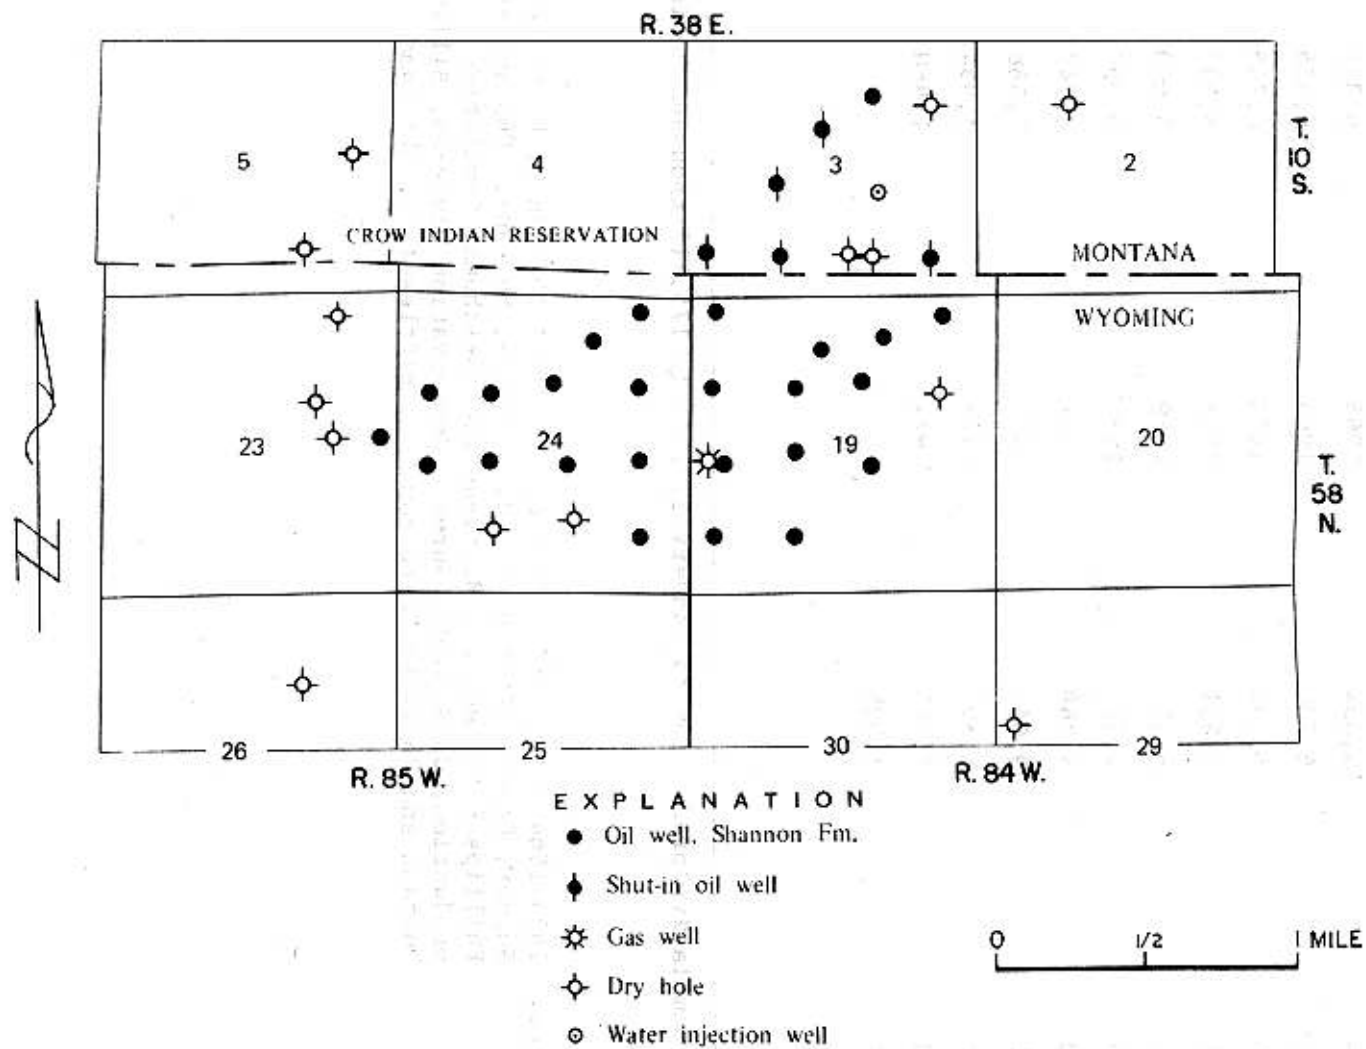 R. 38 E.
5
4
3
2
T.
10
S.
CROW INDIAN RESERVATION
MONTANA
WYOMING
23
24
19
20
T.
58
N.
N
26
25
30
29
R. 85 W.
R. 84 W.
EXPLANATION
Oil well, Shannon Fm.
Shut-in oil well
Gas well
Dry hole
Water injection well
0 1/2 1 MILE